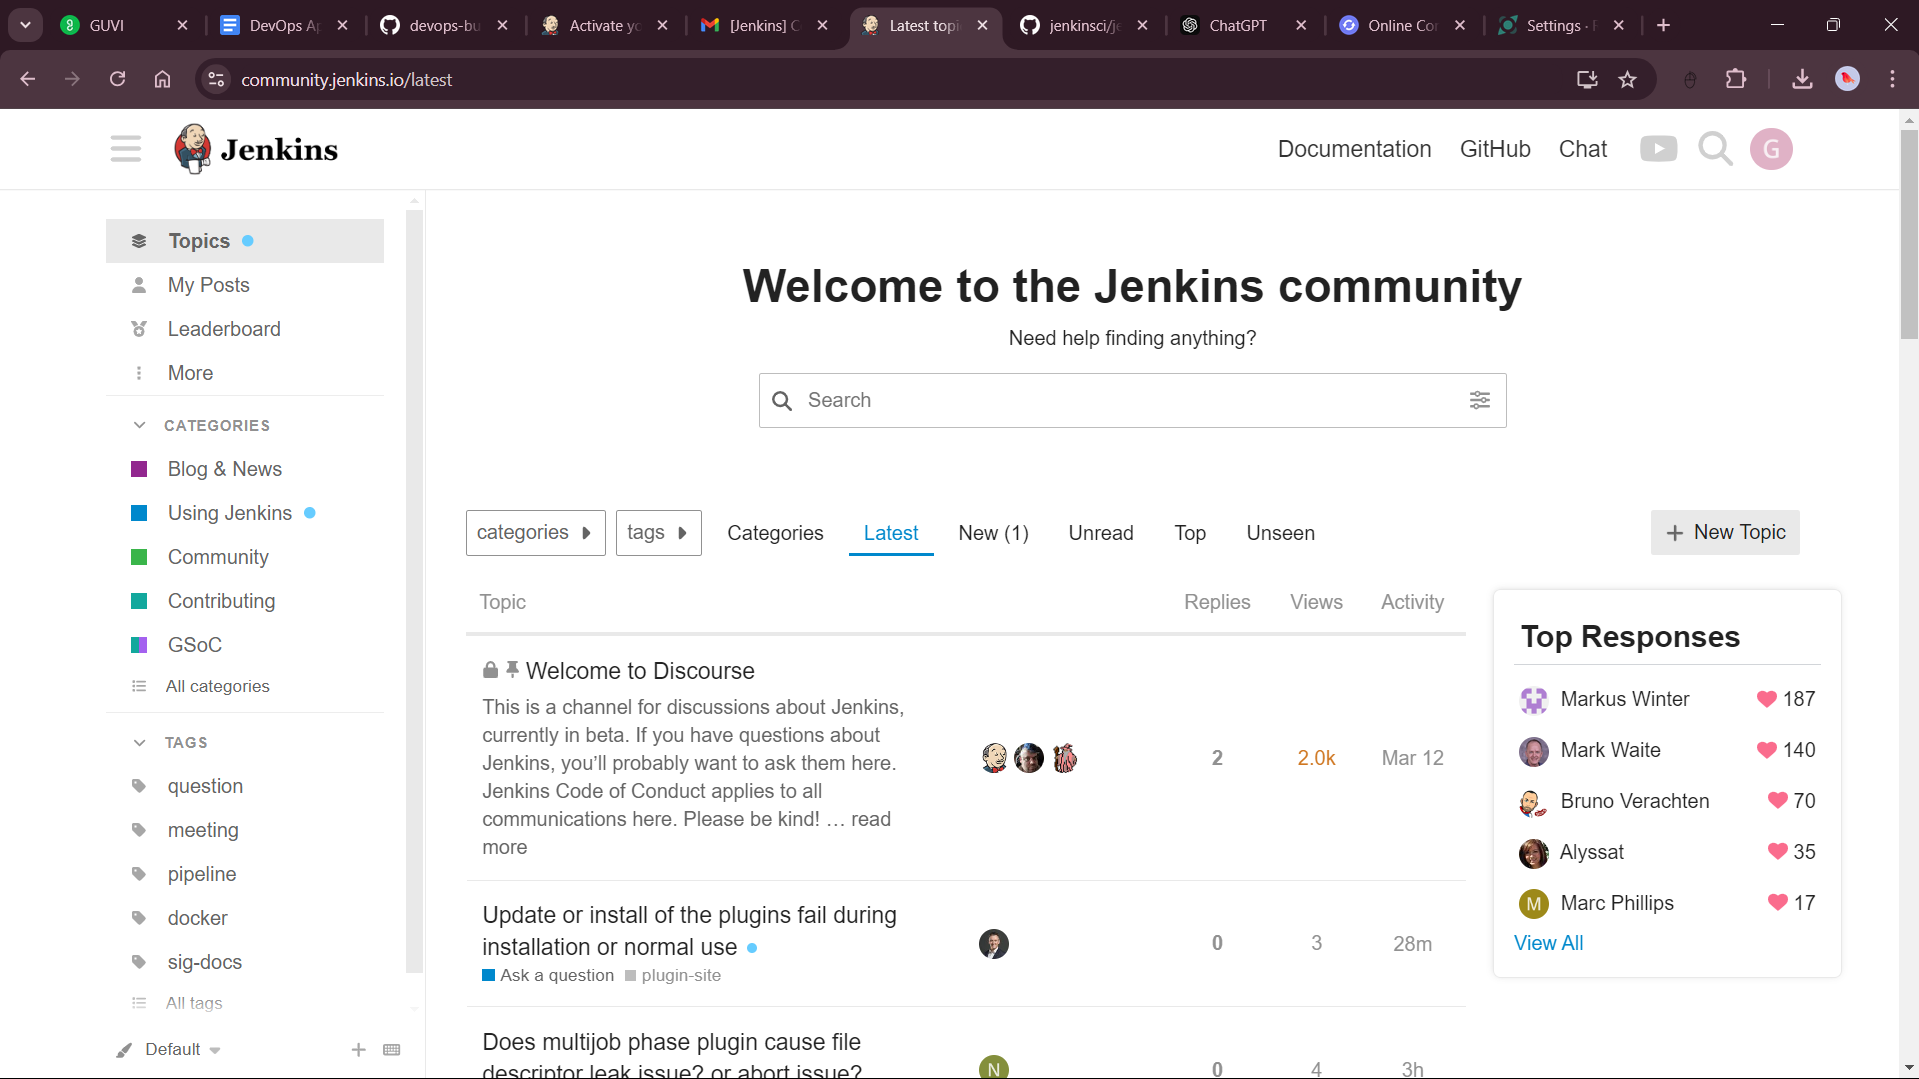 GUVI
DevOps Ap
devops-bu
Activate yo
[Jenkins] C
Latest topi
jenkinsci/je
ChatGPT
Online Co
Settings ·
community.jenkins.io/latest
Jenkins
Documentation GitHub Chat
G
Topics
My Posts
Leaderboard
More
CATEGORIES
Blog & News
Using Jenkins
Community
Contributing
GSoC
All categories
TAGS
question
meeting
pipeline
docker
sig-docs
All tags
Default
Welcome to the Jenkins community
Need help finding anything?
Search
categories tags Categories Latest New (1) Unread Top Unseen
New Topic
Topic Replies Views Activity
Welcome to Discourse
This is a channel for discussions about Jenkins,
currently in beta. If you have questions about
Jenkins, you’ll probably want to ask them here.
Jenkins Code of Conduct applies to all
communications here. Please be kind! … read
more
2 2.0k Mar 12
Update or install of the plugins fail during
installation or normal use
Ask a question plugin-site
0 3 28m
Does multijob phase plugin cause file
descriptor leak issue? or abort issue?
N
0 4 3h
Top Responses
Markus Winter 187
Mark Waite 140
Bruno Verachten 70
Alyssat 35
M Marc Phillips 17
View All